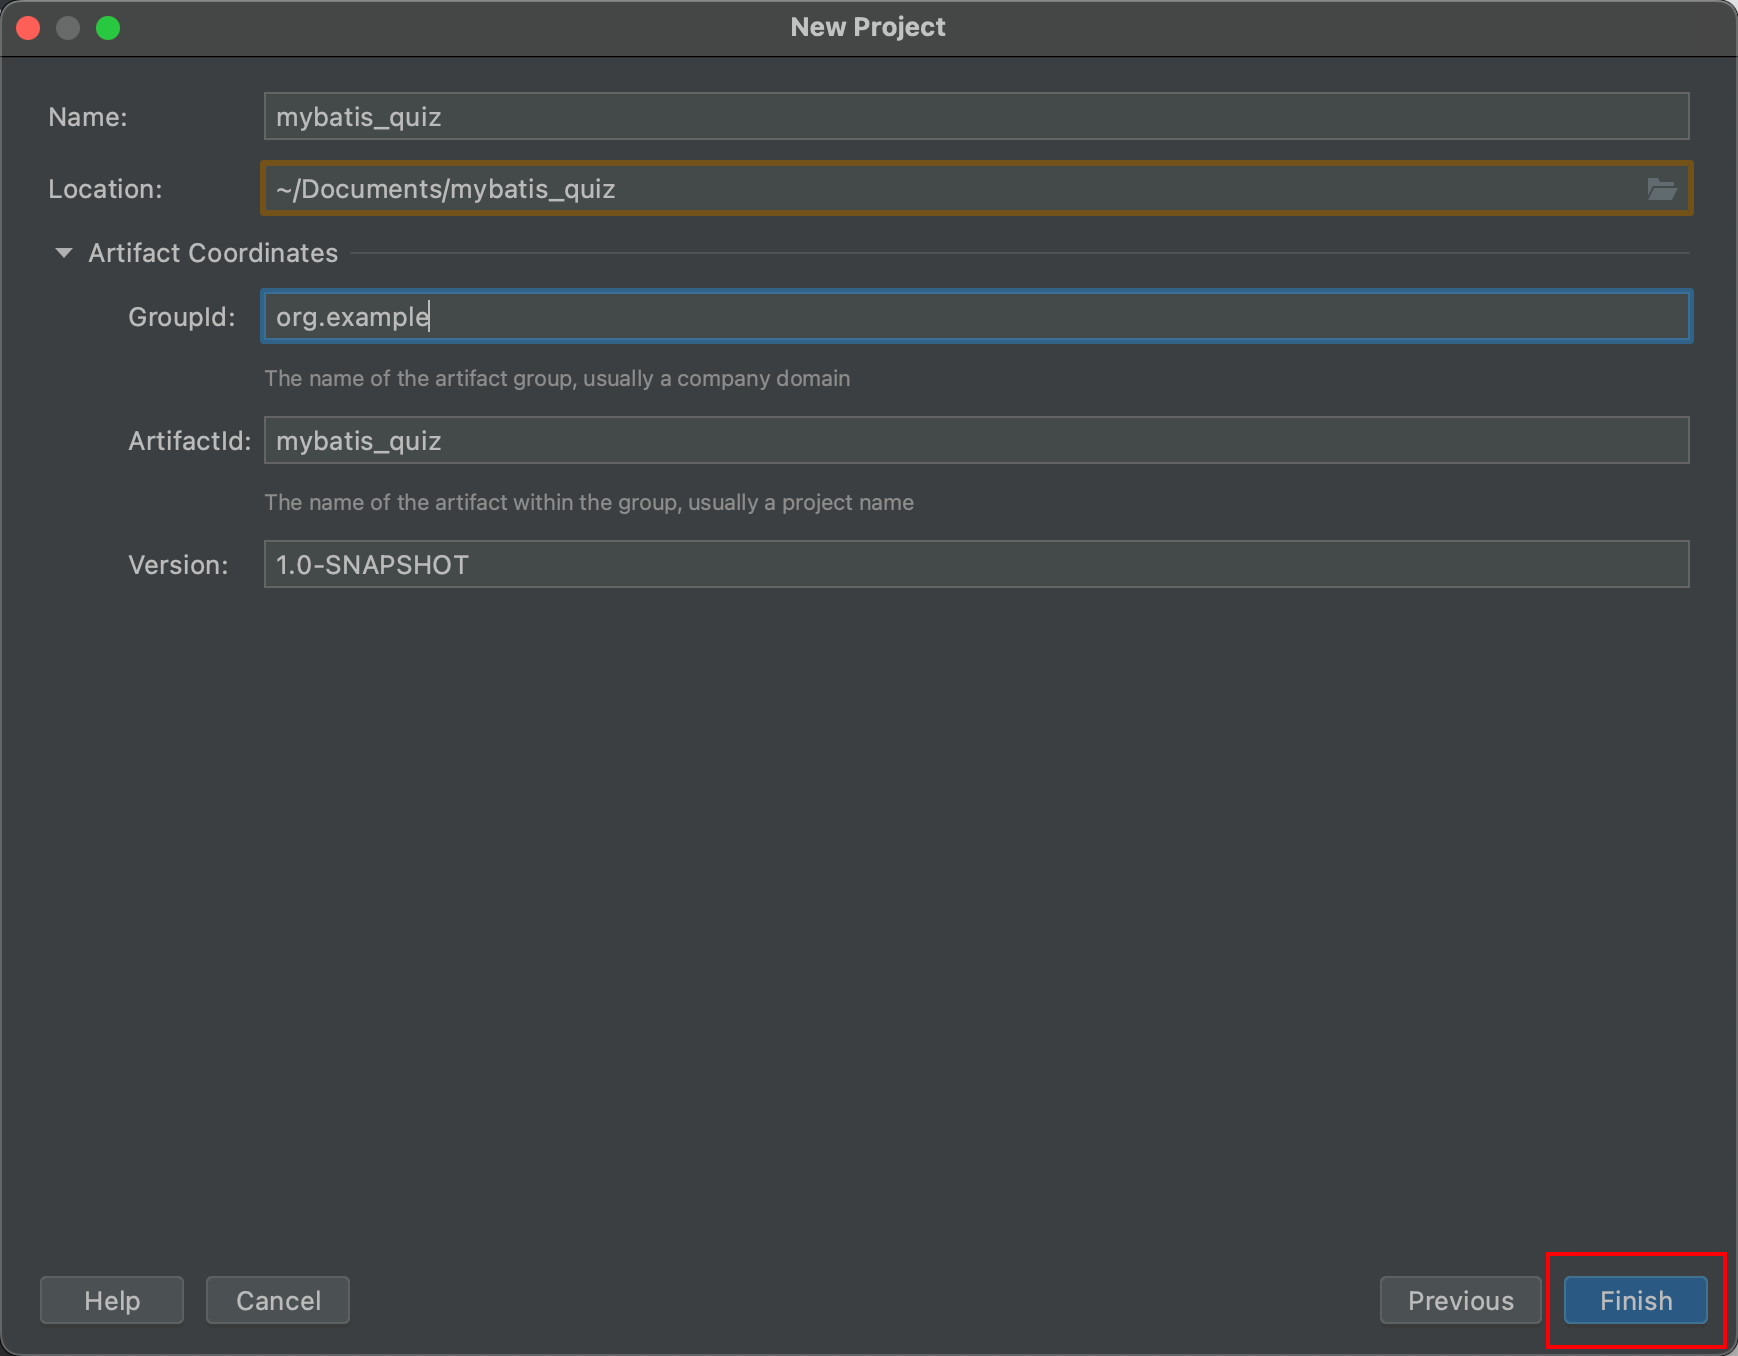 New Project
Name: mybatis_quiz
Location: ~/Documents/mybatis_quiz
Artifact Coordinates
GroupId: org.example
The name of the artifact group, usually a company domain
ArtifactId: mybatis_quiz
The name of the artifact within the group, usually a project name
Version: 1.0-SNAPSHOT
Help Cancel Previous Finish